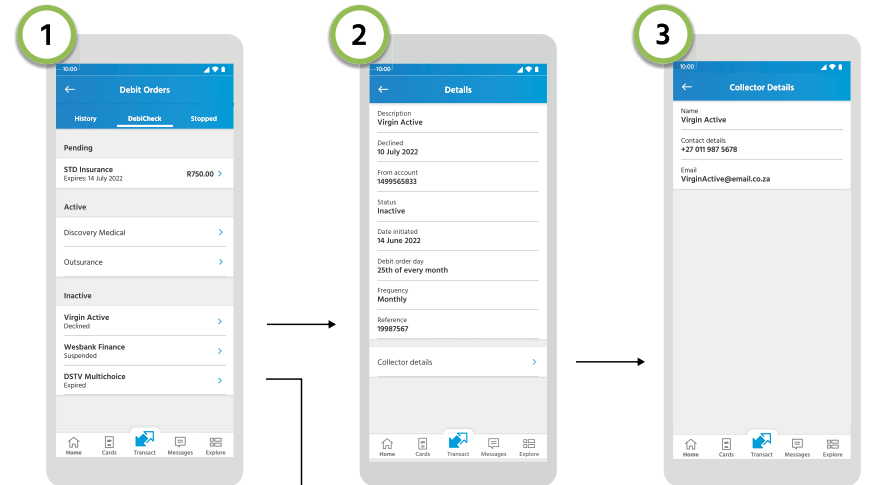 1
10:00
Debit Orders
History DebiCheck Stopped
Pending
STD Insurance
Expires: 14 July 2022
R750.00
Active
Discovery Medical
Outsurance
Inactive
Virgin Active
Declined
Wesbank Finance
Suspended
DSTV Multichoice
Expired
Home Cards Transact Messages Explore
2
10:00
Details
Description
Virgin Active
Declined
10 July 2022
From account
1499565833
Status
Inactive
Date initiated
14 June 2022
Debit order day
25th of every month
Frequency
Monthly
Reference
19987567
Collector details
Home Cards Transact Messages Explore
3
10:00
Collector Details
Name
Virgin Active
Contact details
+27 011 987 5678
Email
VirginActive@email.co.za
Home Cards Transact Messages Explore